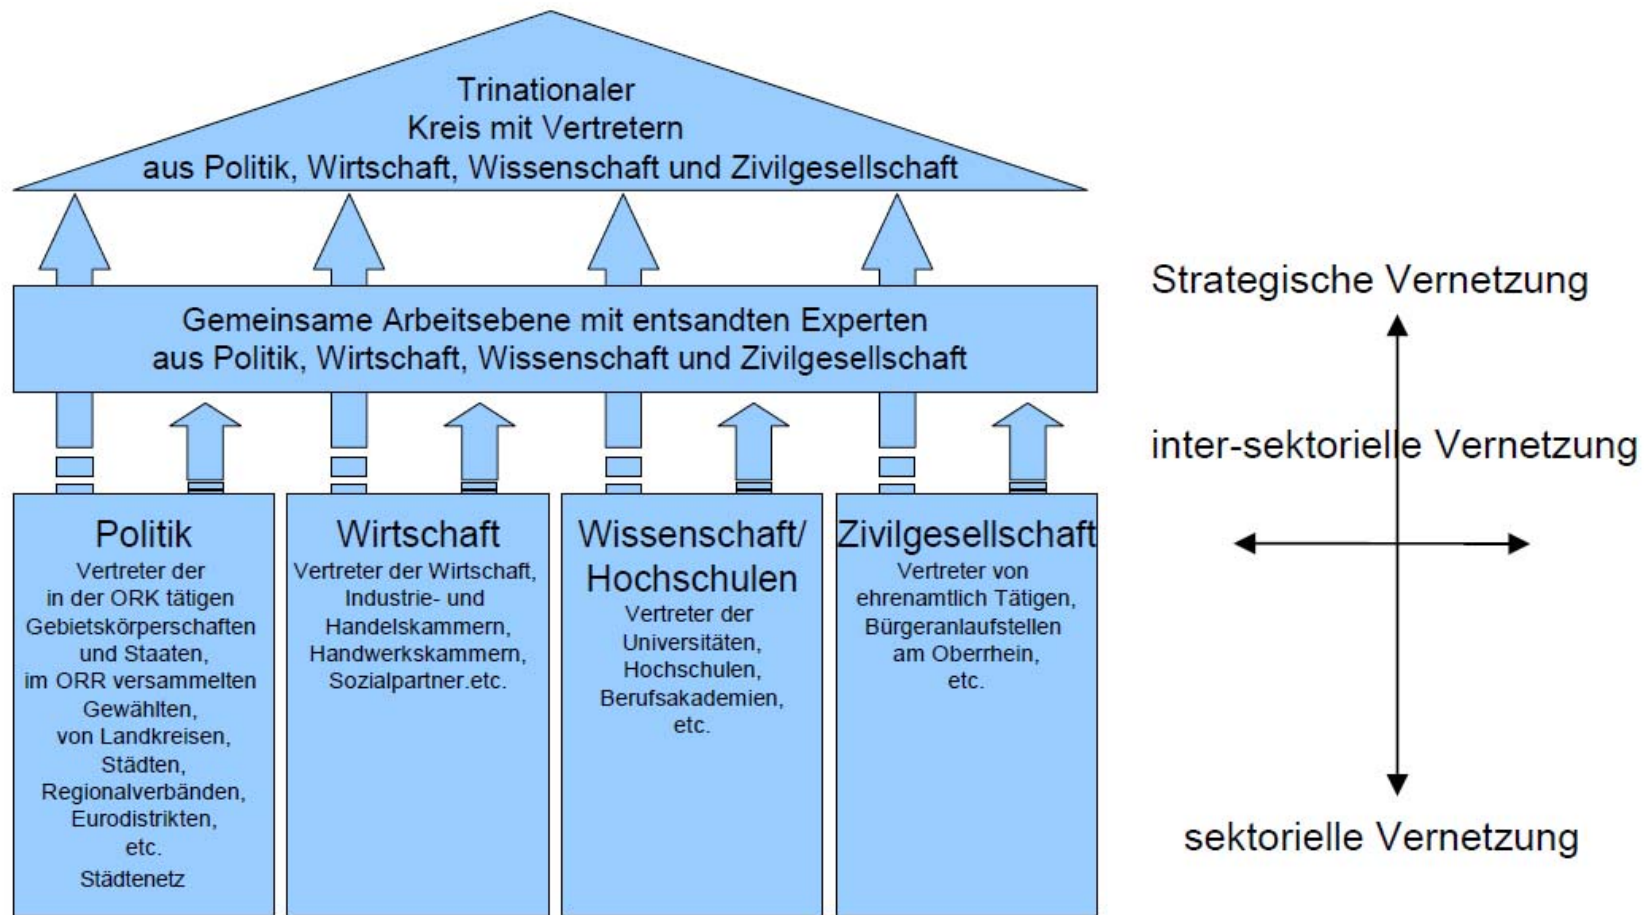 Trinationaler
Kreis mit Vertretern
aus Politik, Wirtschaft, Wissenschaft und Zivilgesellschaft
Gemeinsame Arbeitsebene mit entsandten Experten
aus Politik, Wirtschaft, Wissenschaft und Zivilgesellschaft
Politik
Vertreter der
in der ORK tätigen
Gebietskörperschaften
und Staaten,
im ORR versammelten
Gewählten,
von Landkreisen,
Städten,
Regionalverbänden,
Eurodistrikten,
etc.
Städtenetz
Wirtschaft
Vertreter der Wirtschaft,
Industrie- und
Handelskammern,
Handwerkskammern,
Sozialpartner.etc.
Wissenschaft/
Hochschulen
Vertreter der
Universitäten,
Hochschulen,
Berufsakademien,
etc.
Zivilgesellschaft
Vertreter von
ehrenamtlich Tätigen,
Bürgeranlaufstellen
am Oberrhein,
etc.
Strategische Vernetzung
inter-sektorielle Vernetzung
sektorielle Vernetzung